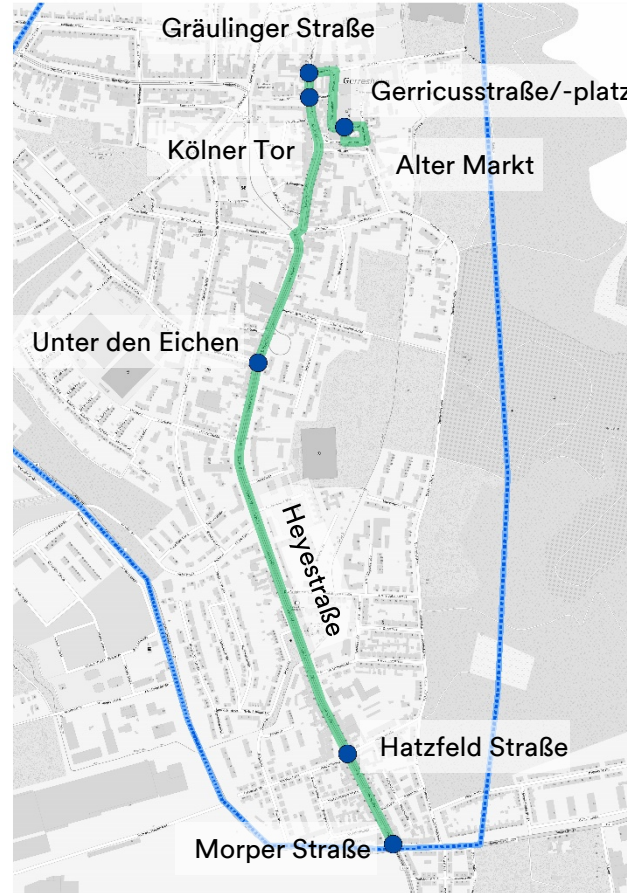 Gräulinger Straße
Gerricusstraße/-platz
Kölner Tor
Alter Markt
Unter den Eichen
Heyestraße
Hatzfeld Straße
Morper Straße